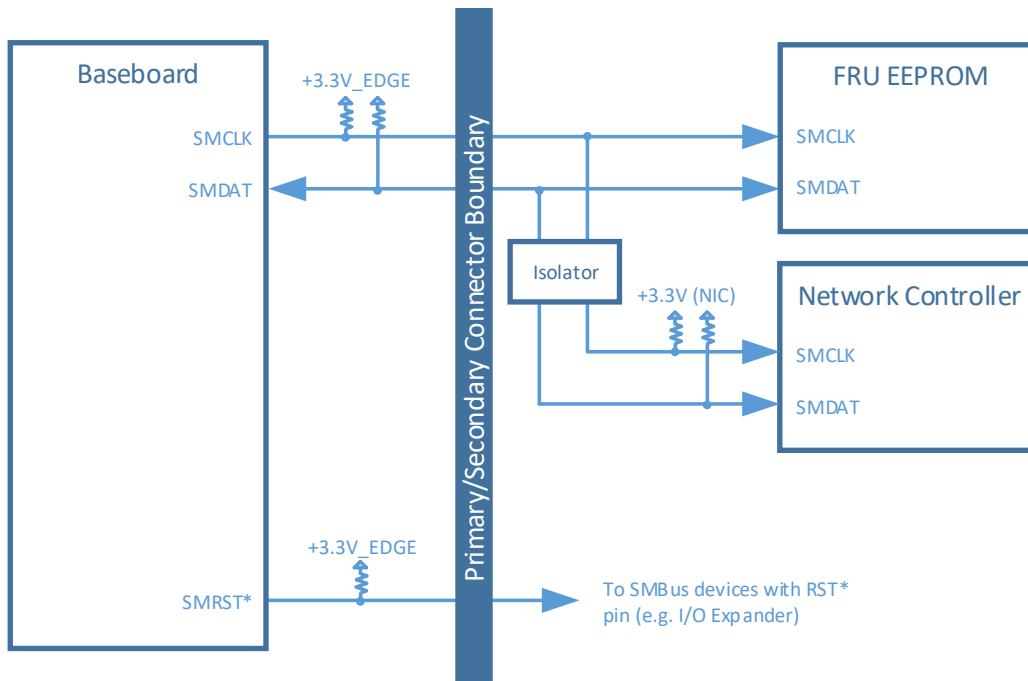 Baseboard
+3.3V_EDGE
SMCLK
SMDAT
+3.3V_EDGE
SMRST*
Primary/Secondary Connector Boundary
FRU EEPROM
SMCLK
SMDAT
Isolator
+3.3V (NIC)
Network Controller
SMCLK
SMDAT
To SMBus devices with RST*
pin (e.g. I/O Expander)